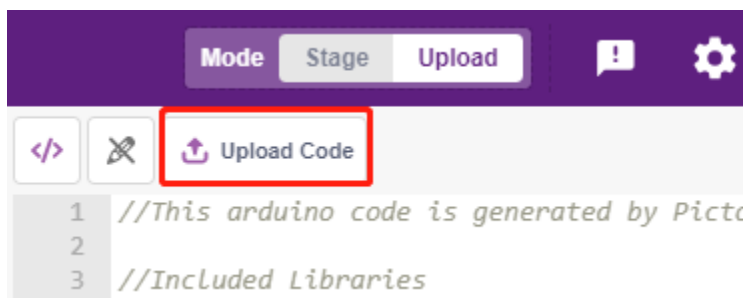 Mode Stage Upload
</> Upload Code
1 //This arduino code is generated by
2
3 //Included Libraries